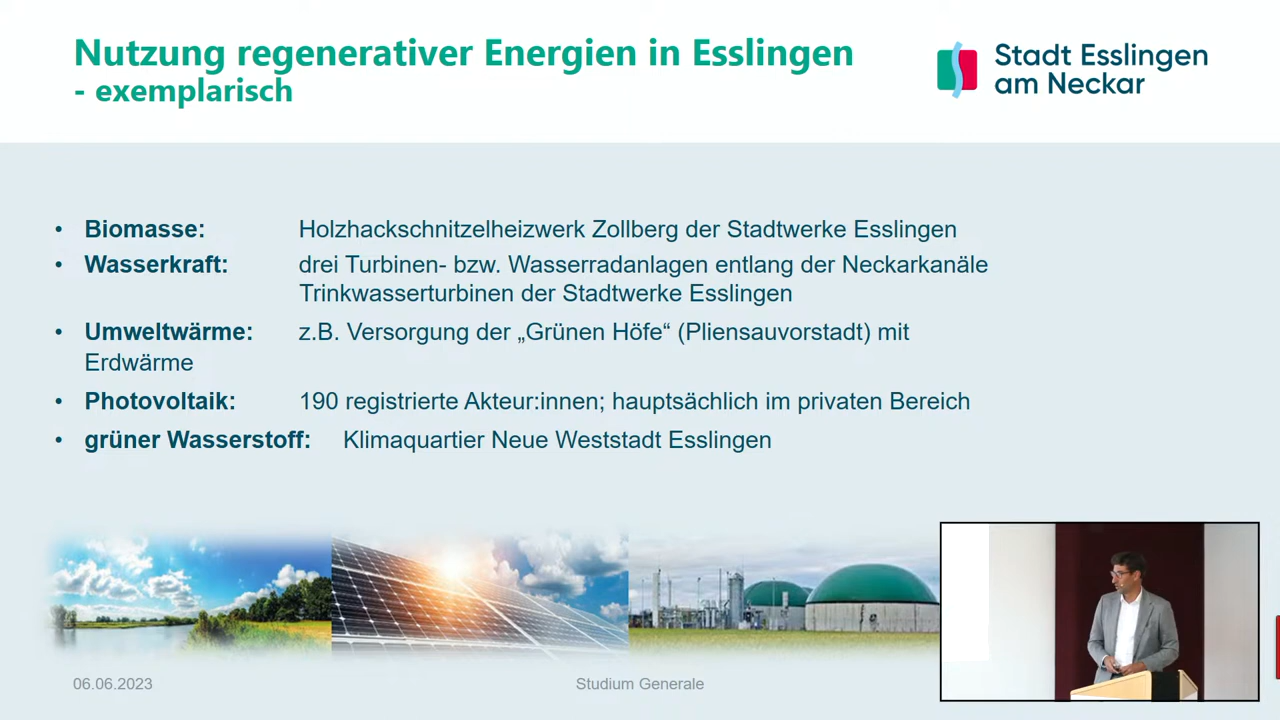 Nutzung regenerativer Energien in Esslingen
- exemplarisch
Stadt Esslingen
am Neckar
• Biomasse: Holzhackschnitzelheizwerk Zollberg der Stadtwerke Esslingen
• Wasserkraft: drei Turbinen- bzw. Wasserradanlagen entlang der Neckarkanäle
Trinkwasserturbinen der Stadtwerke Esslingen
• Umweltwärme: z.B. Versorgung der „Grünen Höfe“ (Pliensauvorstadt) mit
Erdwärme
• Photovoltaik: 190 registrierte Akteur:innen; hauptsächlich im privaten Bereich
• grüner Wasserstoff: Klimaquartier Neue Weststadt Esslingen
06.06.2023
Studium Generale